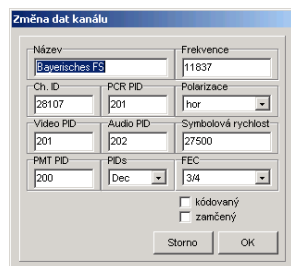 Změna dat kanálu
Název Frekvence
Bayerisches FS 11837
Ch. ID PCR PID Polarizace
28107 201 hor
Video PID Audio PID Symbolová rychlost
201 202 27500
PMT PID PIDs FEC
200 Dec 3/4
kódovaný
zamčený
Storno OK